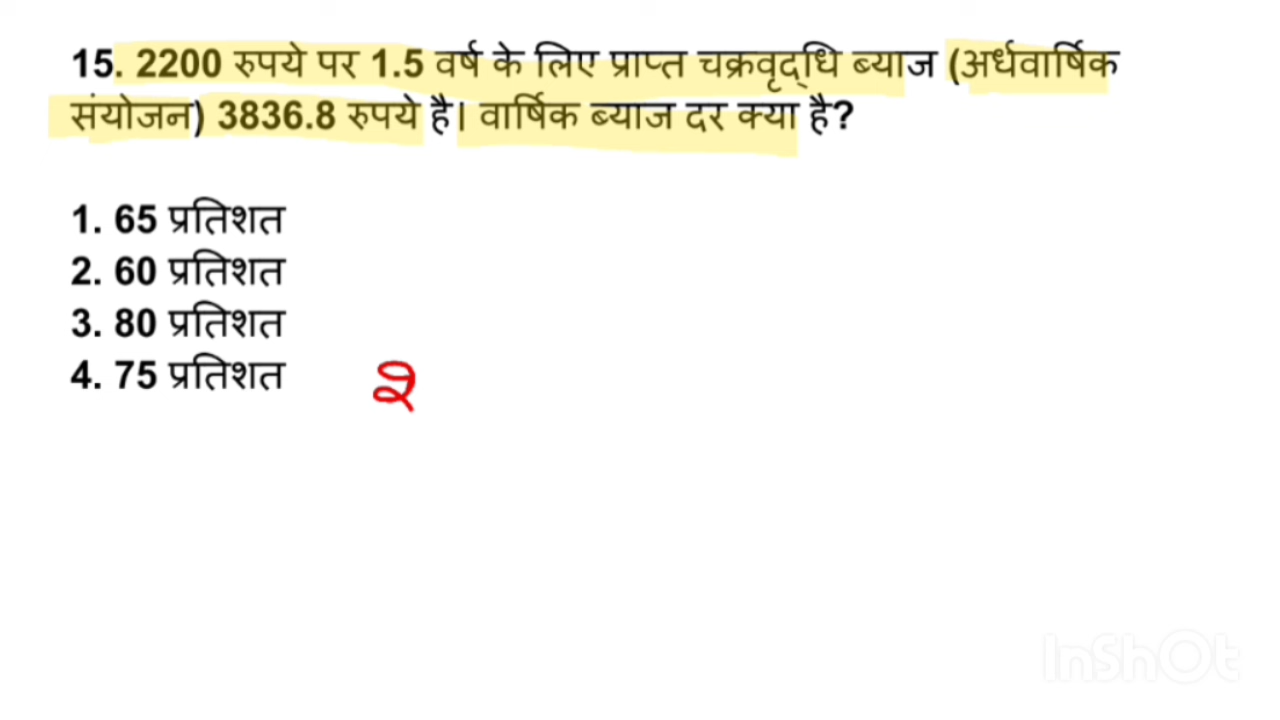 15. 2200 रुपये पर 1.5 वर्ष के लिए प्राप्त चक्रवृद्धि ब्याज (अर्धवार्षिक
संयोजन) 3836.8 रुपये है। वार्षिक ब्याज दर क्या है?
1. 65 प्रतिशत
2. 60 प्रतिशत
3. 80 प्रतिशत
4. 75 प्रतिशत
InShOt